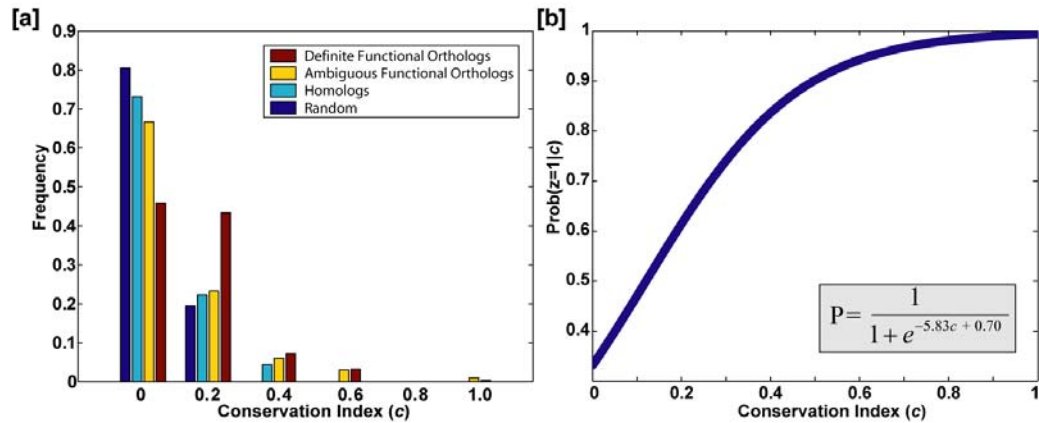 [a]
0.9
0.8
0.7
0.6
0.5
0.4
0.3
0.2
0.1
0
Frequency
Definite Functional Orthologs
Ambiguous Functional Orthologs
Homologs
Random
0 0.2 0.4 0.6 1.0
Conservation Index (c)
[b]
1
0.9
0.8
0.7
0.6
0.5
0.4
Prob(z=1|c)
P = 1 / 1 + e^-5.83c + 0.70
0 0.2 0.4 0.6 0.8 1
Conservation Index (c)